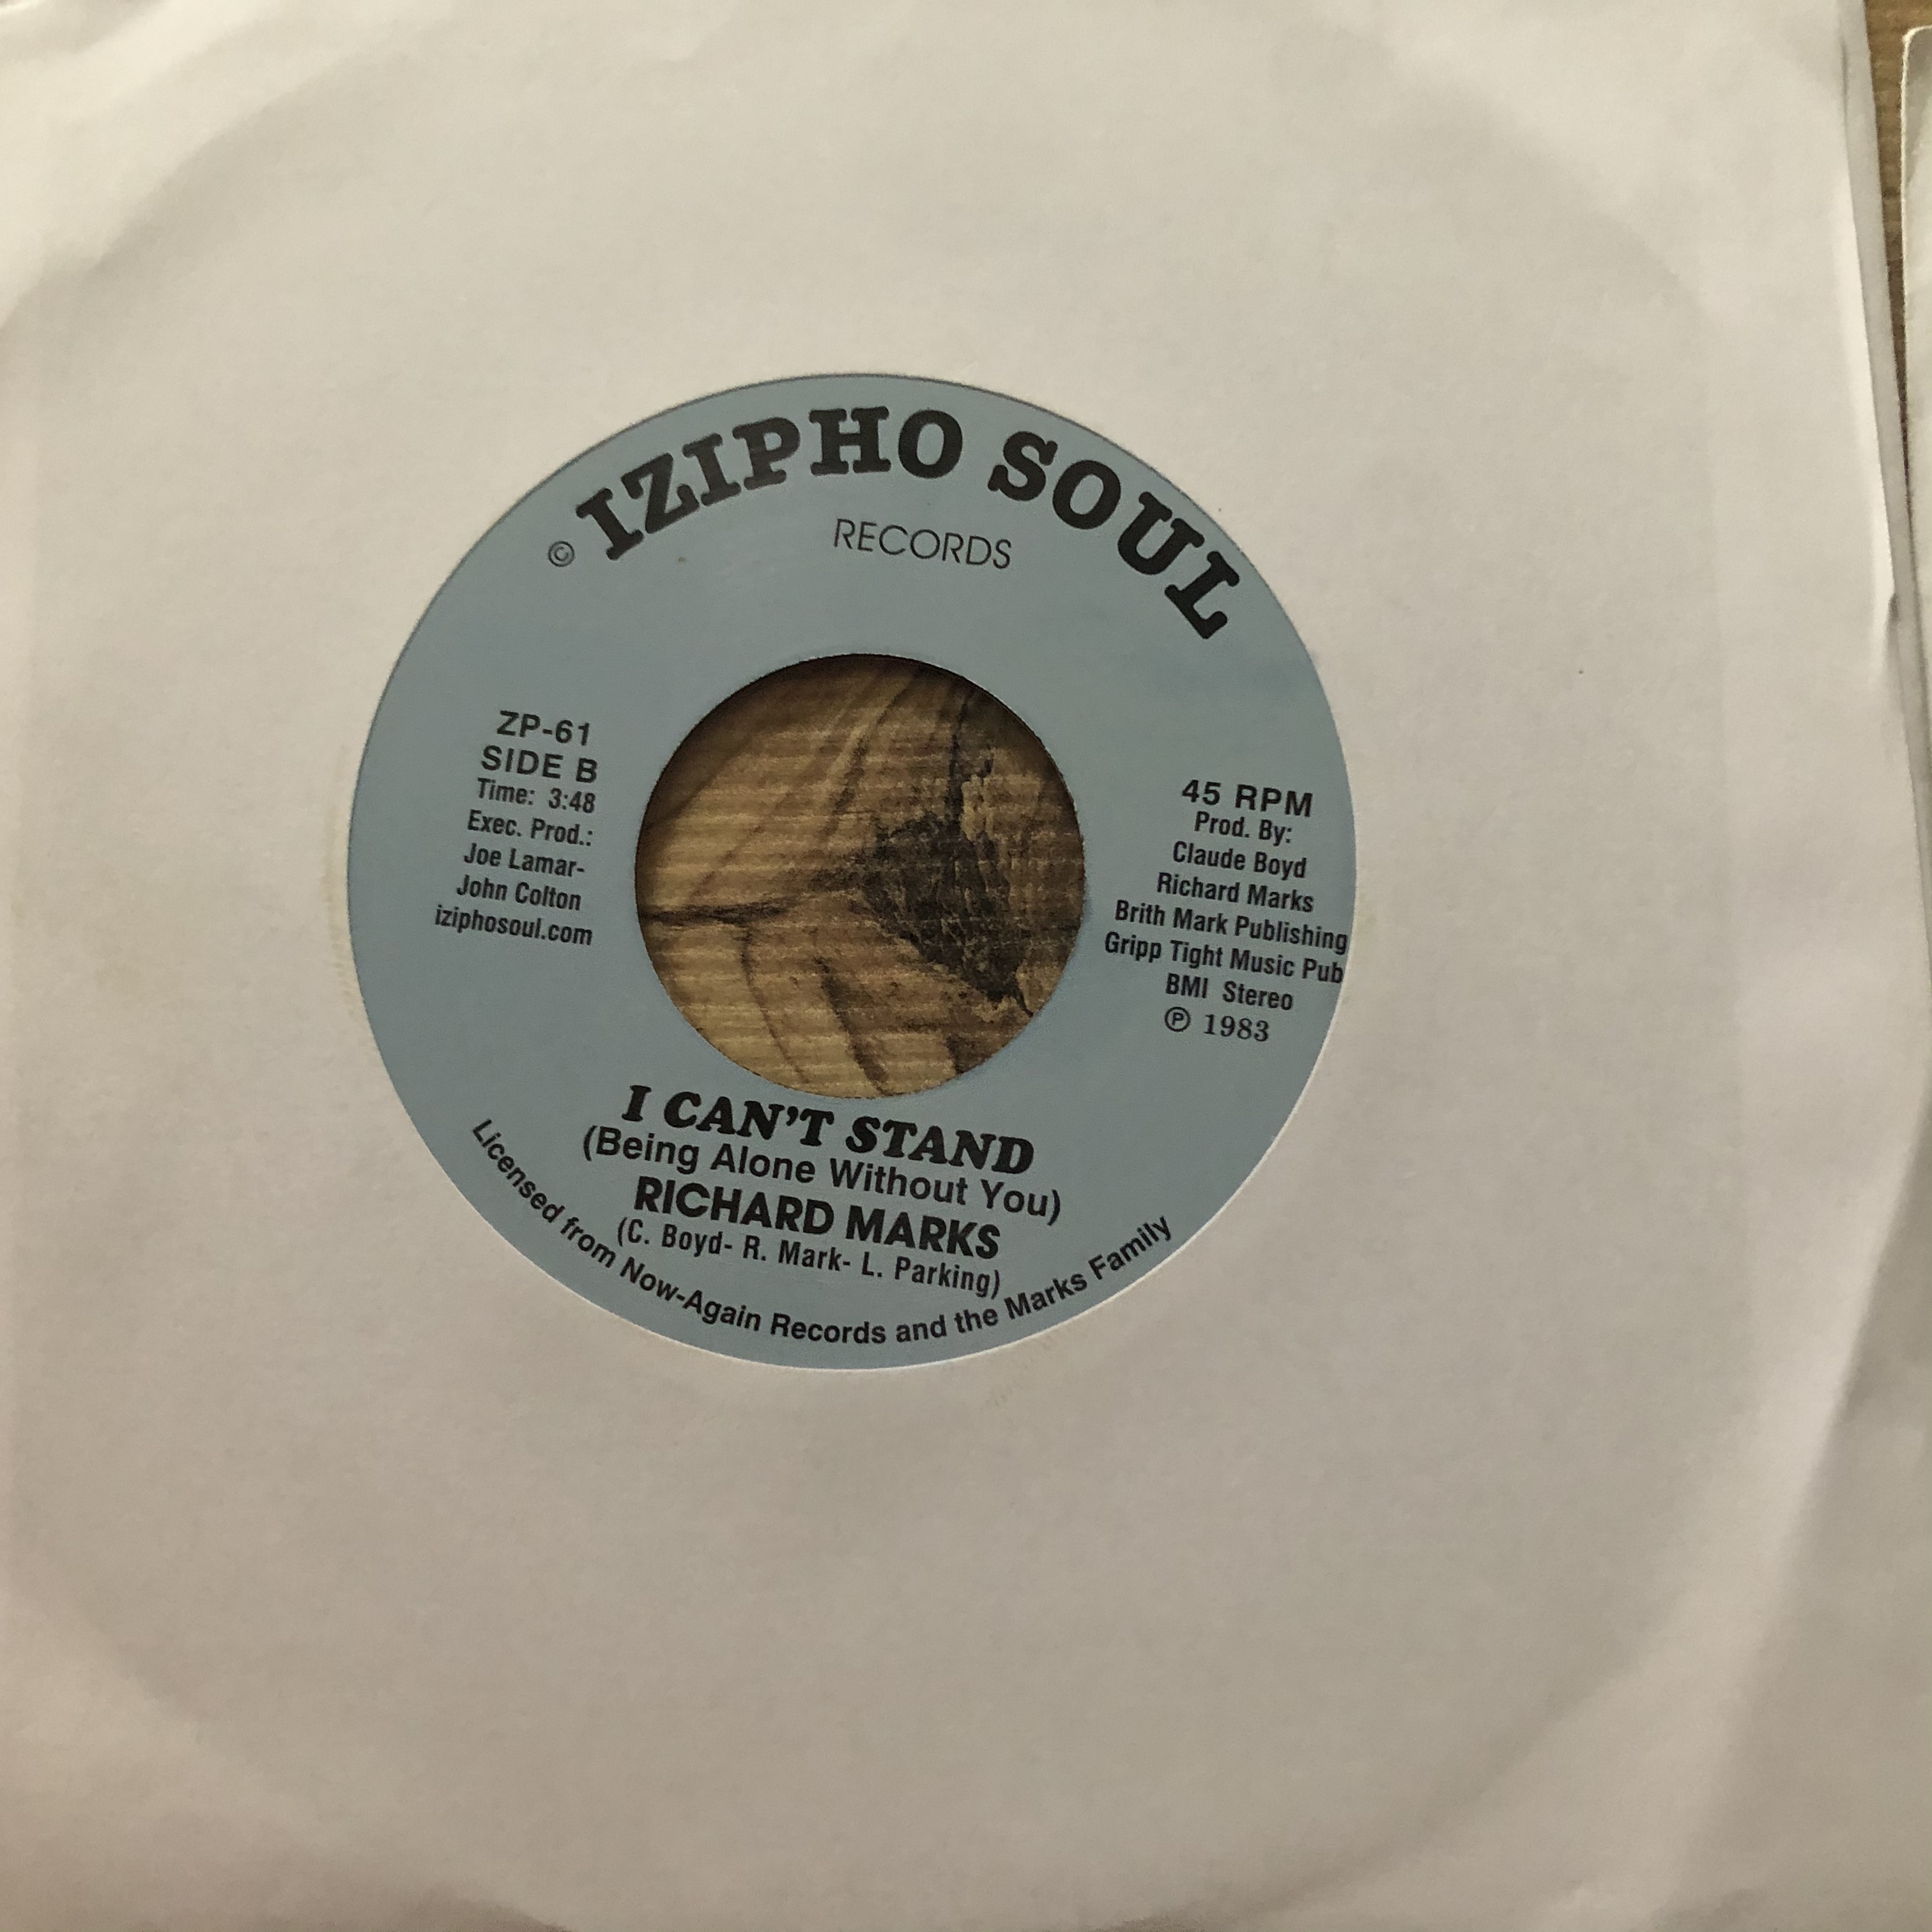 © IZIPHO SOUL
RECORDS
ZP-61
SIDE B
Time: 3:48
Exec. Prod.:
Joe Lamar-
John Colton
iziphosoul.com
45 RPM
Prod. By:
Claude Boyd
Richard Marks
Brith Mark Publishing
Gripp Tight Music Pub
BMI Stereo
℗ 1983
I CAN'T STAND
(Being Alone Without You)
RICHARD MARKS
(C. Boyd- R. Mark- L. Parking)
Licensed from Now-Again Records and the Marks Family